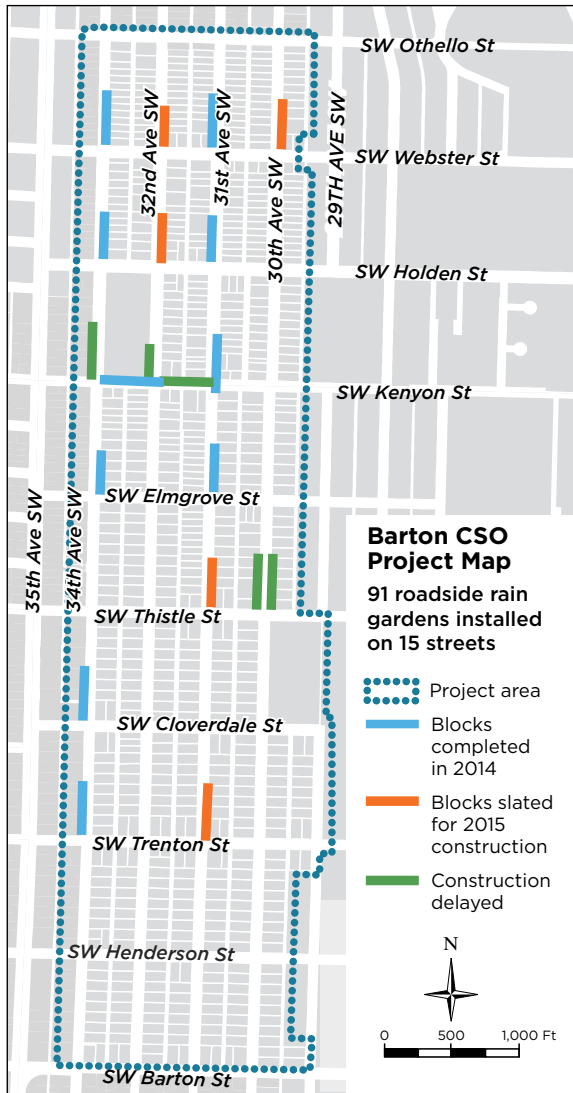 SW Othello St
32nd Ave SW
31st Ave SW
30th Ave SW
29TH AVE SW
SW Webster St
SW Holden St
SW Kenyon St
SW Elmgrove St
35th Ave SW
34th Ave SW
SW Thistle St
SW Cloverdale St
SW Trenton St
SW Henderson St
SW Barton St
Barton CSO
Project Map
91 roadside rain
gardens installed
on 15 streets
Project area
Blocks
completed
in 2014
Blocks slated
for 2015
construction
Construction
delayed
N
0 500 1,000 Ft